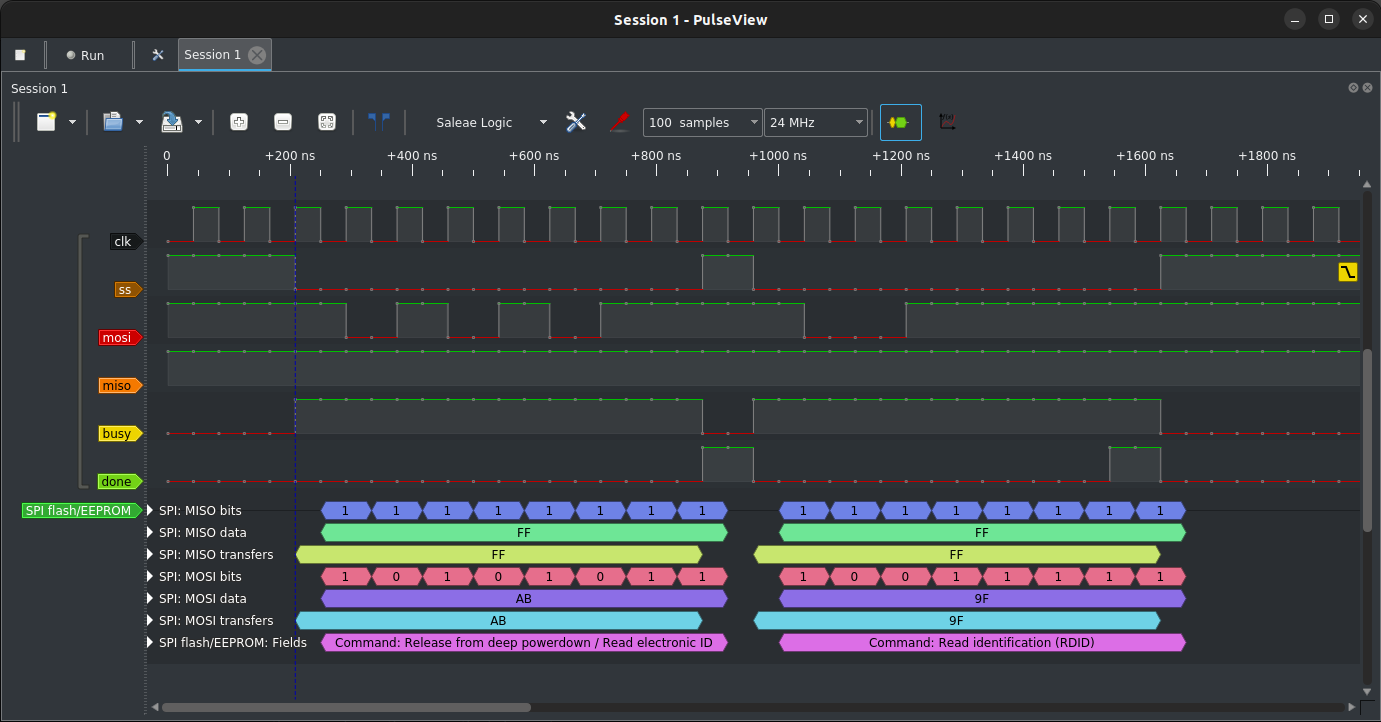 Session 1 - PulseView
Run
Session 1
Session 1
Saleae Logic
100 samples
24 MHz
f(x)
0 +200 ns +400 ns +600 ns +800 ns +1000 ns +1200 ns +1400 ns +1600 ns +1800 ns
clk
ss
mosi
miso
busy
done
SPI flash/EEPROM SPI: MISO bits 1 1 1 1 1 1 1 1 1 1 1 1 1 1 1 1
SPI: MISO data FF FF
SPI: MISO transfers FF FF
SPI: MOSI bits 1 0 1 0 1 0 1 1 1 0 0 1 1 1 1 1
SPI: MOSI data AB 9F
SPI: MOSI transfers AB 9F
SPI flash/EEPROM: Fields Command: Release from deep powerdown / Read electronic ID Command: Read identification (RDID)